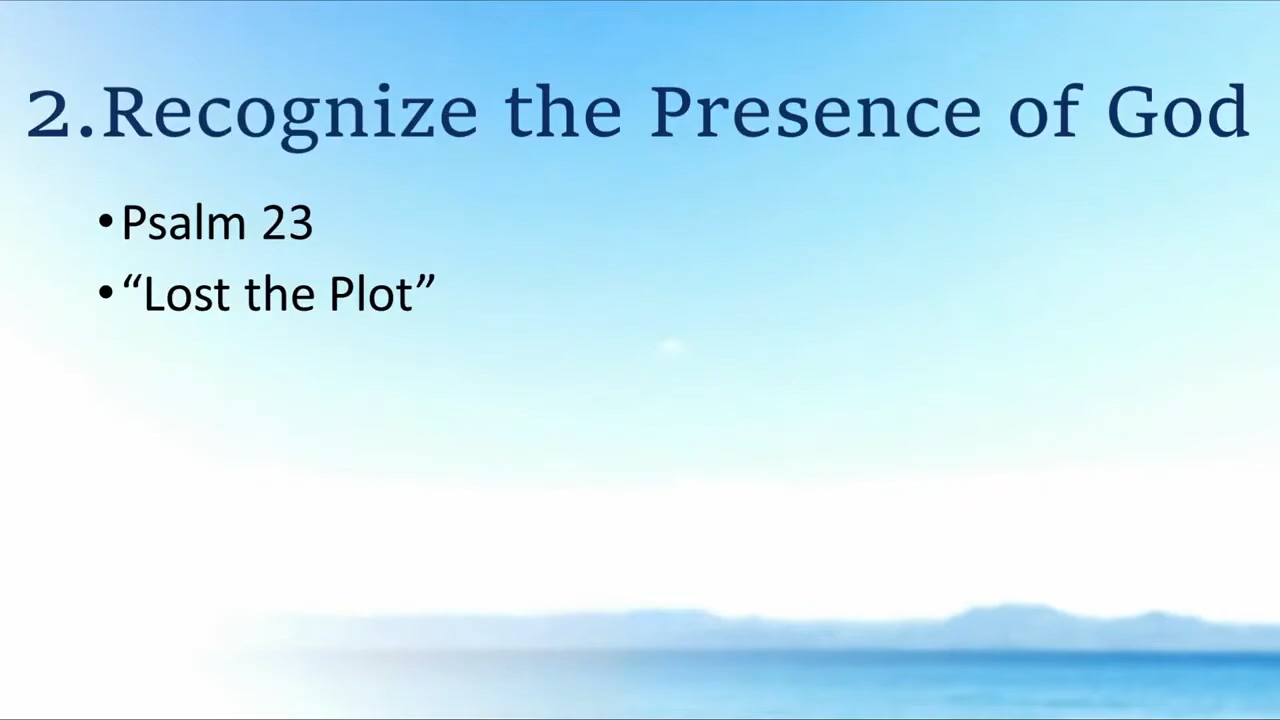 2.Recognize the Presence of God
•Psalm 23
•“Lost the Plot”